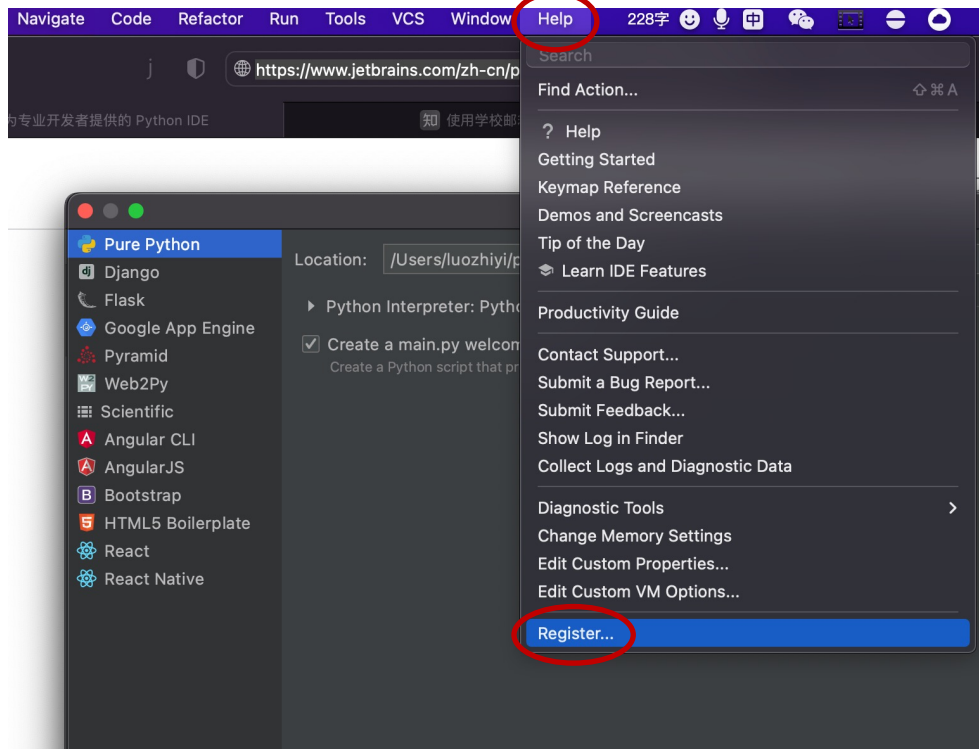 Navigate Code Refactor Run Tools VCS Window Help 228字 中
j https://www.jetbrains.com/zh-cn/p
为专业开发者提供的 Python IDE
知 使用学校邮
Search
Find Action... ⇧⌘A
? Help
Getting Started
Keymap Reference
Demos and Screencasts
Tip of the Day
Learn IDE Features
Productivity Guide
Contact Support...
Submit a Bug Report...
Submit Feedback...
Show Log in Finder
Collect Logs and Diagnostic Data
Diagnostic Tools
Change Memory Settings
Edit Custom Properties...
Edit Custom VM Options...
Register...
Pure Python
dj Django
Flask
Google App Engine
Pyramid
W2PY Web2Py
Scientific
A Angular CLI
A AngularJS
B Bootstrap
5 HTML5 Boilerplate
React
React Native
Location: /Users/luozhiyi/p
Python Interpreter: Pytho
Create a main.py welcom
Create a Python script that pr